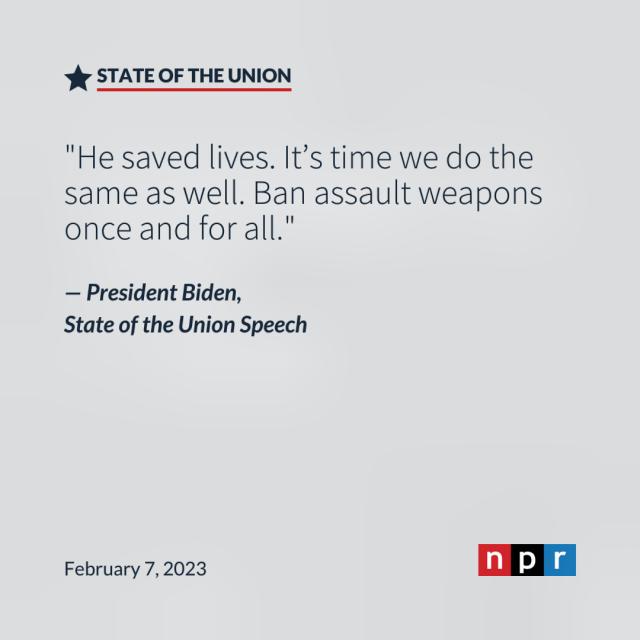 STATE OF THE UNION
"He saved lives. It’s time we do the
same as well. Ban assault weapons
once and for all."
— President Biden,
State of the Union Speech
February 7, 2023
npr